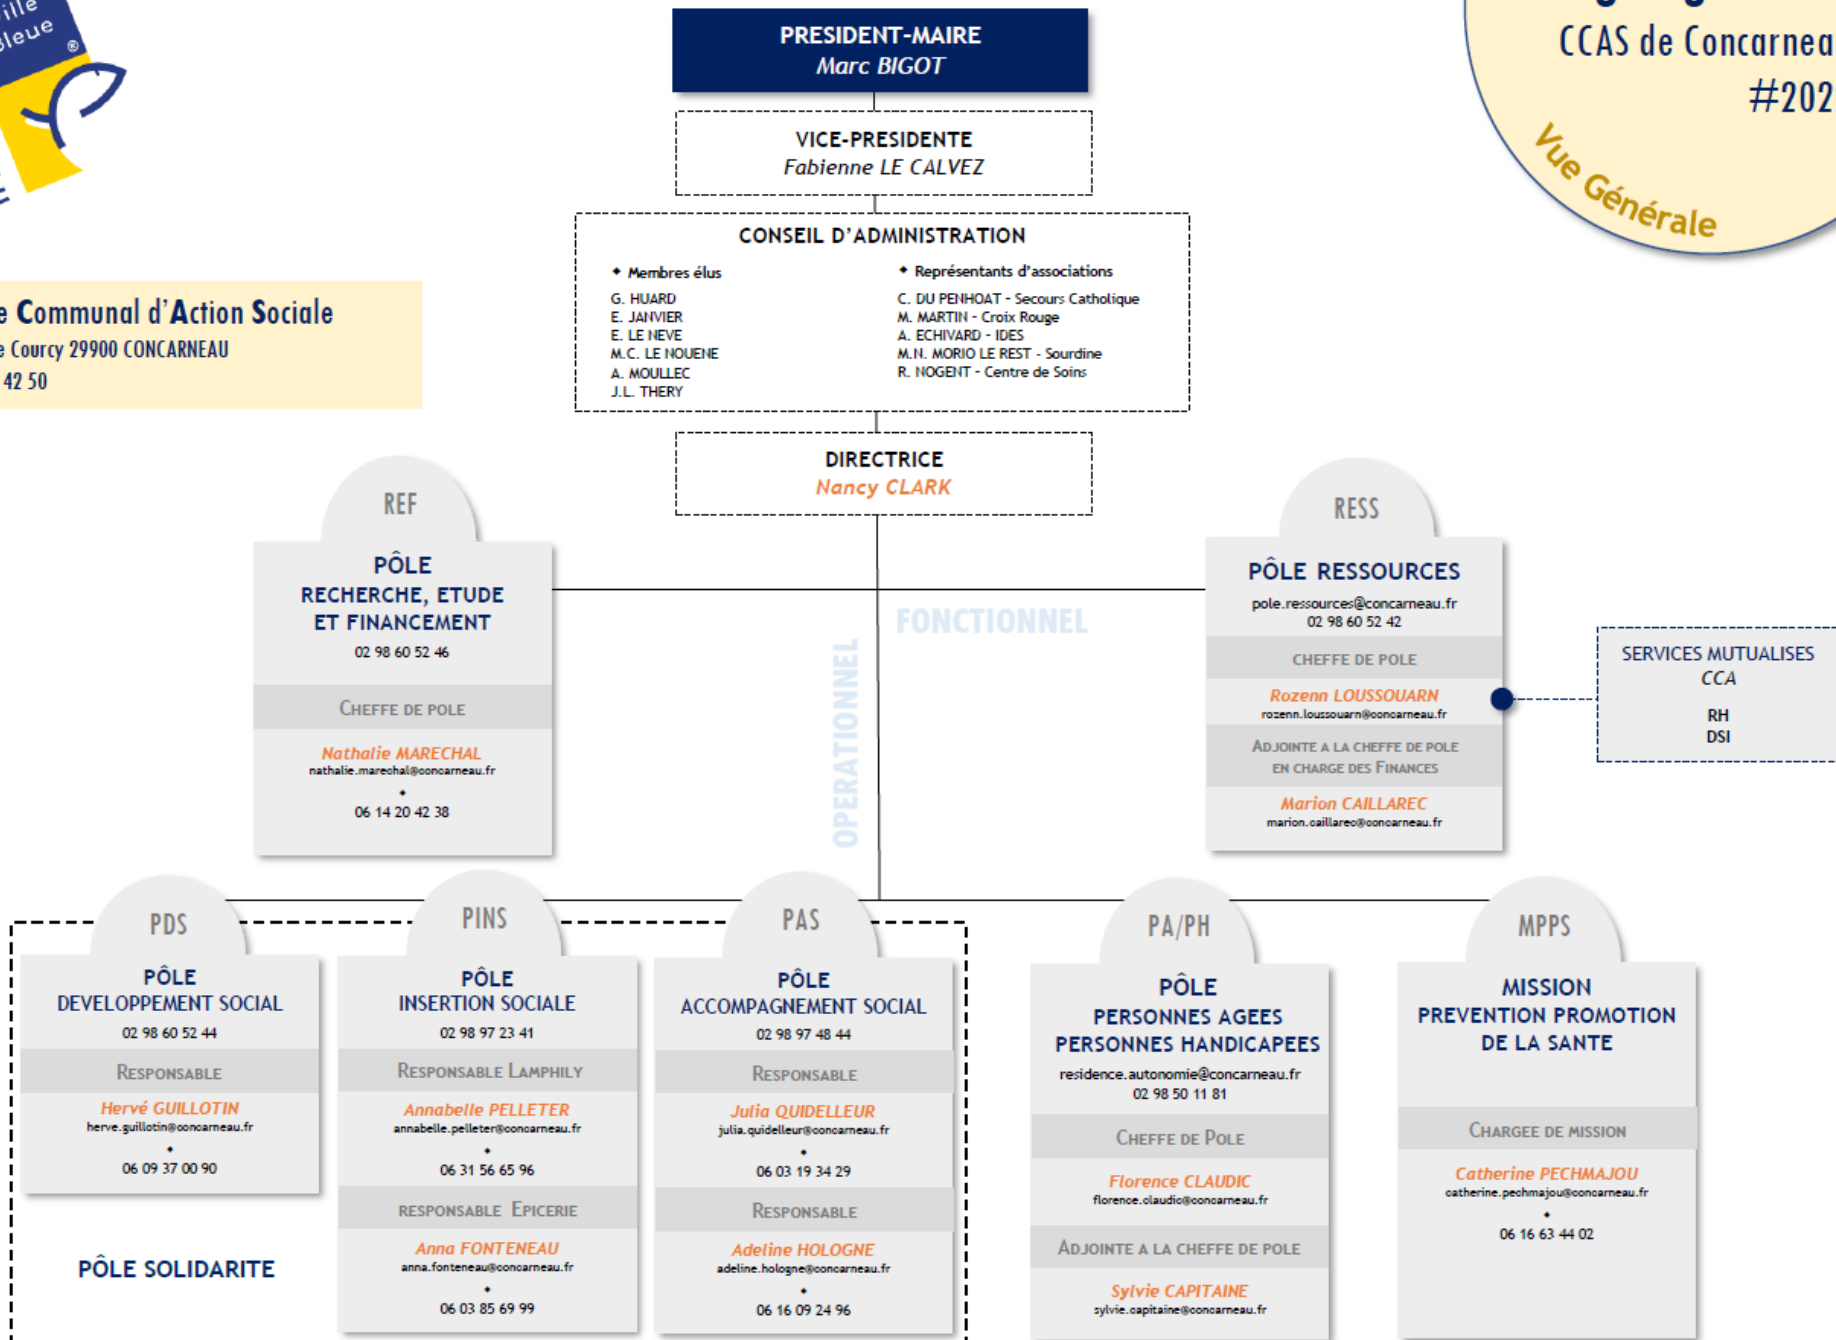 ville
Bleue
®
PRESIDENT-MAIRE
Marc BIGOT
CCAS de Concarnea
#202
Vue Générale
VICE-PRESIDENTE
Fabienne LE CALVEZ
CONSEIL D'ADMINISTRATION
◆ Membres élus
G. HUARD
E. JANVIER
E. LE NEVE
M.C. LE NOUENE
A. MOULLEC
J.L. THERY
◆ Représentants d'associations
C. DU PENHOAT - Secours Catholique
M. MARTIN - Croix Rouge
A. ECHIVARD - IDES
M.N. MORIO LE REST - Sourdine
R. NOGENT - Centre de Soins
e Communal d'Action Sociale
e Courcy 29900 CONCARNEAU
42 50
DIRECTRICE
Nancy CLARK
REF
PÔLE
RECHERCHE, ETUDE
ET FINANCEMENT
02 98 60 52 46
CHEFFE DE POLE
Nathalie MARECHAL
nathalie.marechal@concarneau.fr
◆
06 14 20 42 38
FONCTIONNEL
OPERATIONNEL
RESS
PÔLE RESSOURCES
pole.ressources@concarneau.fr
02 98 60 52 42
CHEFFE DE POLE
Rozenn LOUSSOUARN
rozenn.loussouarn@concarneau.fr
ADJOINTE A LA CHEFFE DE POLE
EN CHARGE DES FINANCES
Marion CAILLAREC
marion.caillarec@concarneau.fr
SERVICES MUTUALISES
CCA
RH
DSI
PDS
PÔLE
DEVELOPPEMENT SOCIAL
02 98 60 52 44
RESPONSABLE
Hervé GUILLOTIN
herve.guillotin@concarneau.fr
◆
06 09 37 00 90
PÔLE SOLIDARITE
PINS
PÔLE
INSERTION SOCIALE
02 98 97 23 41
RESPONSABLE LAMPHILY
Annabelle PELLETER
annabelle.pelleter@concarneau.fr
◆
06 31 56 65 96
RESPONSABLE EPICERIE
Anna FONTENEAU
anna.fonteneau@concarneau.fr
◆
06 03 85 69 99
PAS
PÔLE
ACCOMPAGNEMENT SOCIAL
02 98 97 48 44
RESPONSABLE
Julia QUIDELLEUR
julia.quidelleur@concarneau.fr
◆
06 03 19 34 29
RESPONSABLE
Adeline HOLOGNE
adeline.hologne@concarneau.fr
◆
06 16 09 24 96
PA/PH
PÔLE
PERSONNES AGEES
PERSONNES HANDICAPEES
residence.autonomie@concarneau.fr
02 98 50 11 81
CHEFFE DE POLE
Florence CLAUDIC
florence.claudic@concarneau.fr
ADJOINTE A LA CHEFFE DE POLE
Sylvie CAPITAINE
sylvie.capitaine@concarneau.fr
MPPS
MISSION
PREVENTION PROMOTION
DE LA SANTE
CHARGEE DE MISSION
Catherine PECHMAJOU
catherine.pechmajou@concarneau.fr
◆
06 16 63 44 02